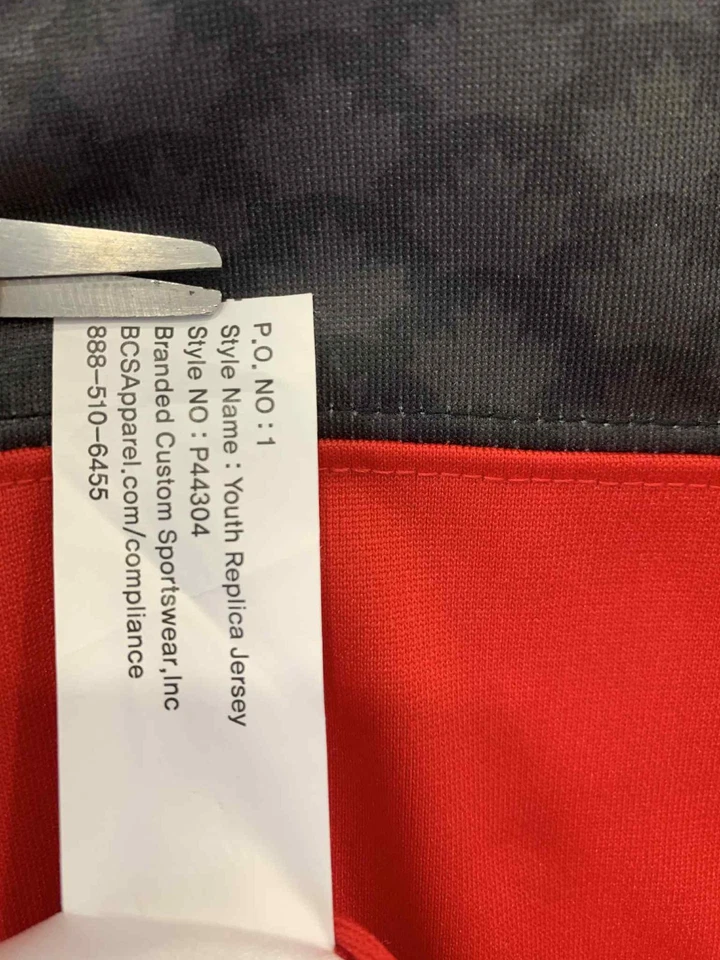 P.O. NO : 1
Style Name : Youth Replica Jersey
Style NO : P44304
Branded Custom Sportswear,Inc
BCSApparel.com/compliance
888-510-6455